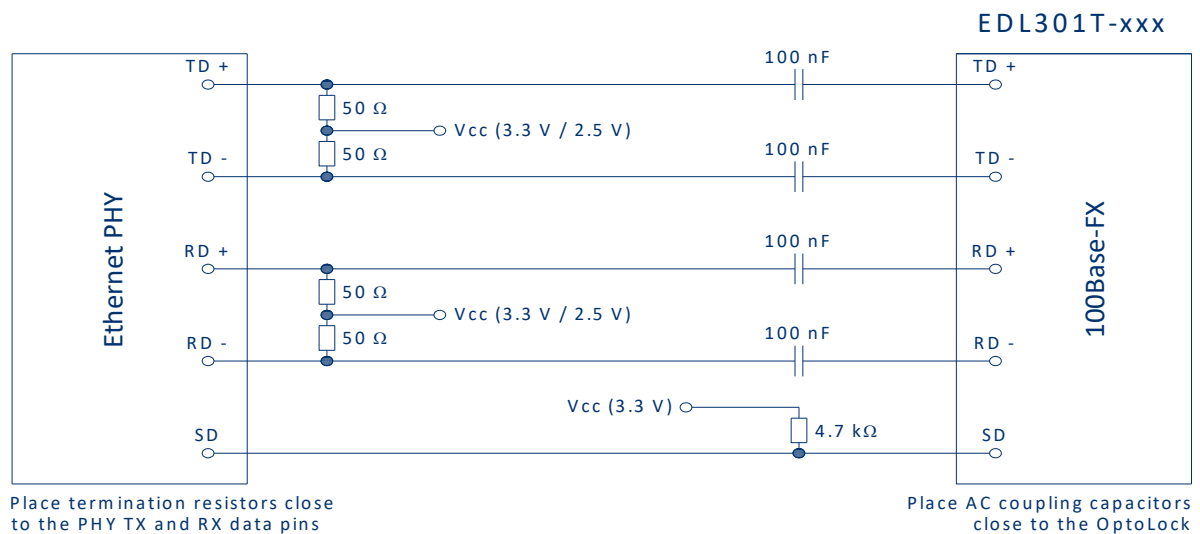 EDL301T-xxx
100 nF
TD +
TD +
50 Ω
Vcc (3.3 V / 2.5 V)
50 Ω
100 nF
TD -
TD -
Ethernet PHY
100Base-FX
100 nF
RD +
RD +
50 Ω
Vcc (3.3 V / 2.5 V)
50 Ω
100 nF
RD -
RD -
Vcc (3.3 V)
4.7 kΩ
SD
SD
Place termination resistors close
to the PHY TX and RX data pins
Place AC coupling capacitors
close to the OptoLock